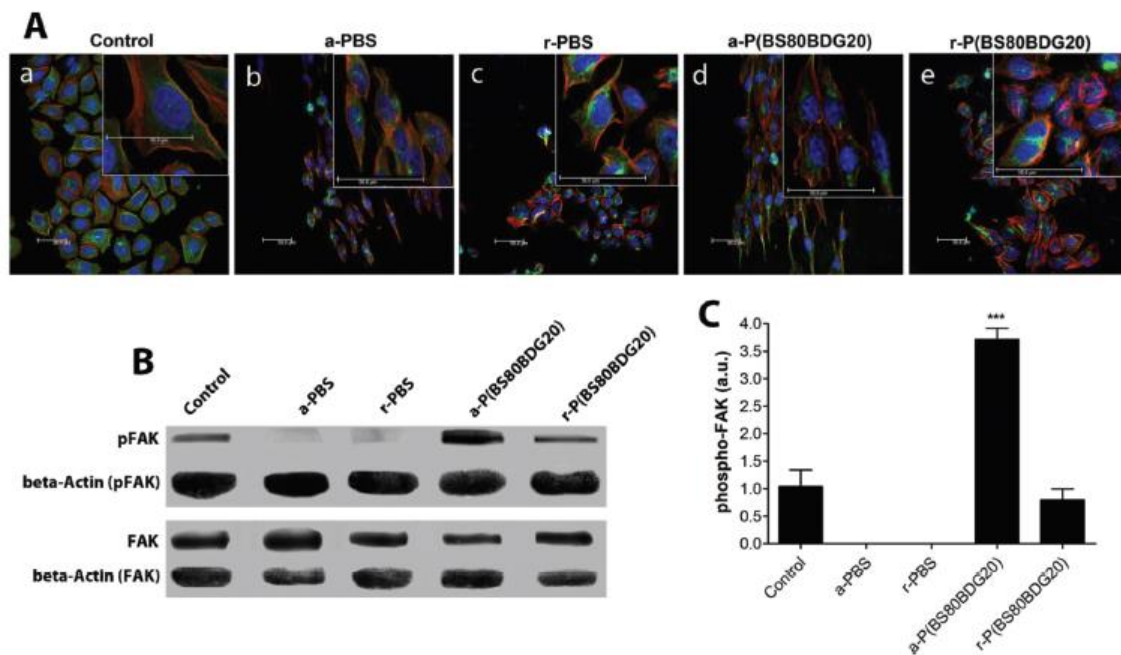 A
Control
a-PBS
r-PBS
a-P(BS80BDG20)
r-P(BS80BDG20)
a
b
c
d
e
B
Control
a-PBS
r-PBS
a-P(BS80BDG20)
r-P(BS80BDG20)
pFAK
beta-Actin (pFAK)
FAK
beta-Actin (FAK)
C
phospho-FAK (a.u.)
4.0
3.5
3.0
2.5
2.0
1.5
1.0
0.5
0.0
***
Control
a-PBS
r-PBS
a-P(BS80BDG20)
r-P(BS80BDG20)